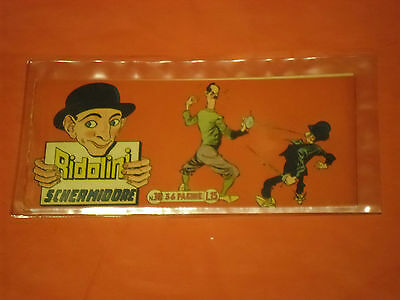 Ridolini
SCHERMIDORE
36 PAGINE L.15